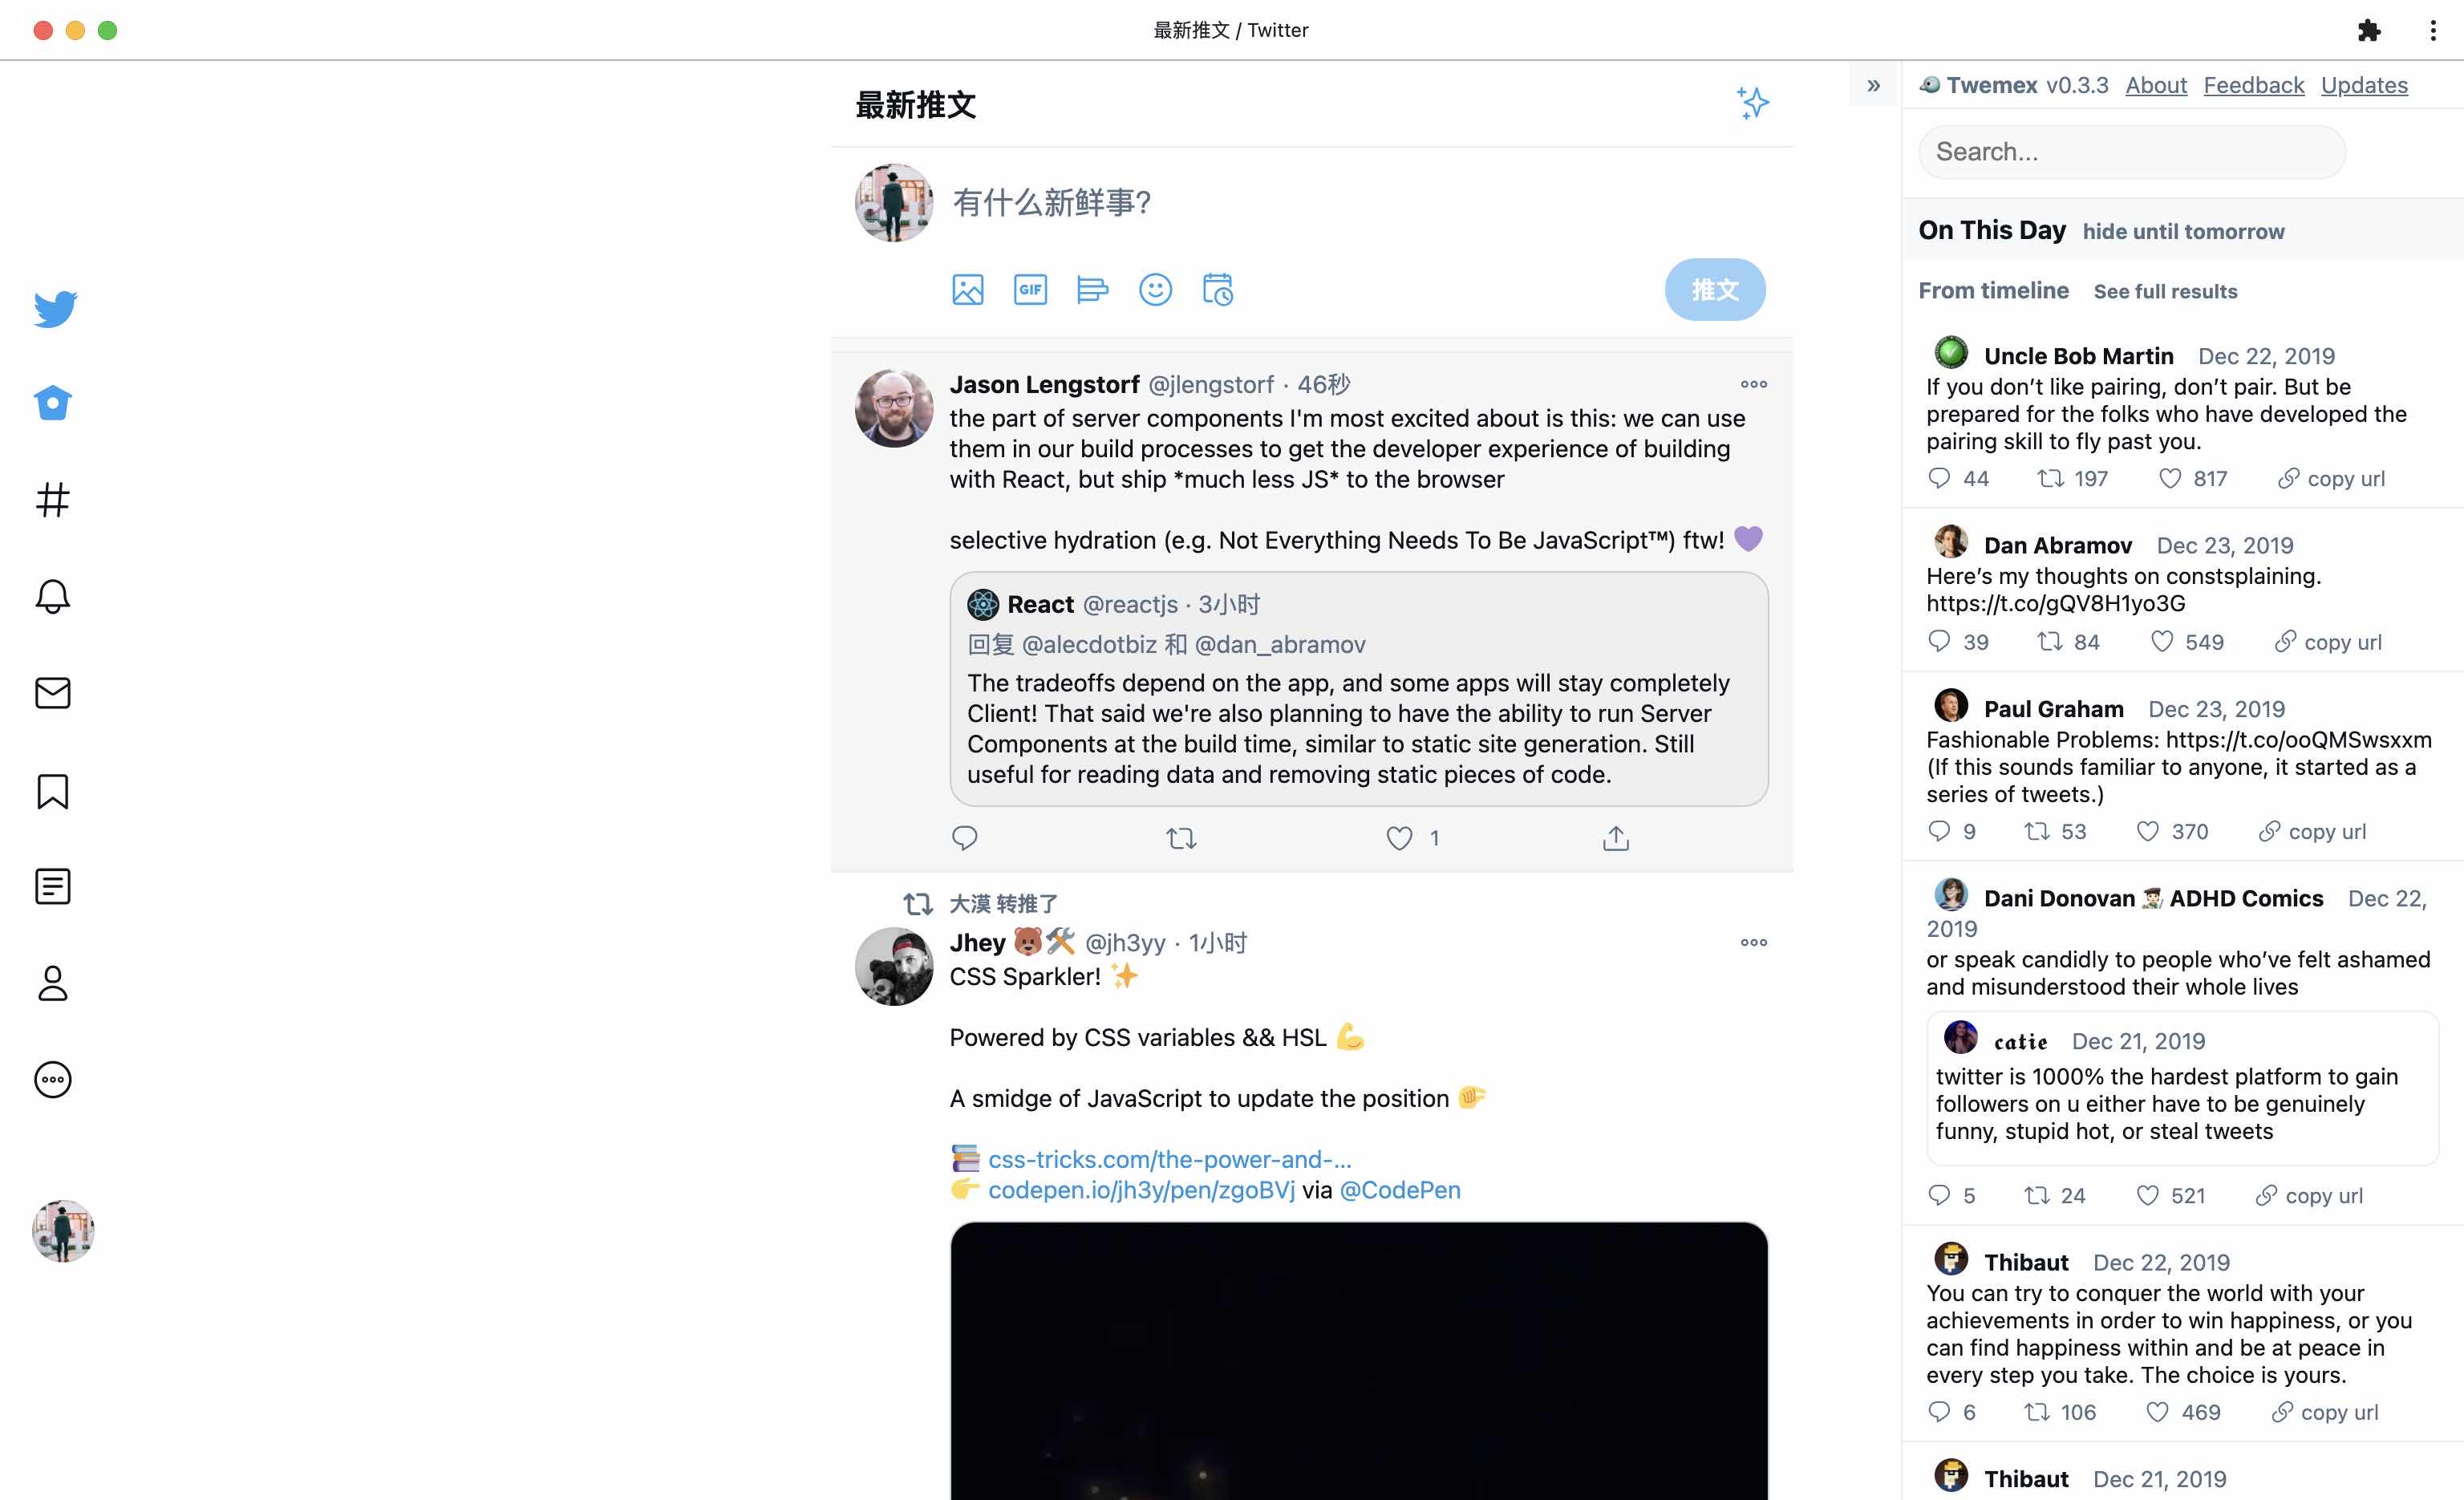 最新推文 / Twitter
最新推文
有什么新鲜事?
GIF
推文
Jason Lengstorf @jlengstorf · 46秒
the part of server components I'm most excited about is this: we can use
them in our build processes to get the developer experience of building
with React, but ship *much less JS* to the browser
selective hydration (e.g. Not Everything Needs To Be JavaScript™) ftw! 💜
React @reactjs · 3小时
回复 @alecdotbiz 和 @dan_abramov
The tradeoffs depend on the app, and some apps will stay completely
Client! That said we're also planning to have the ability to run Server
Components at the build time, similar to static site generation. Still
useful for reading data and removing static pieces of code.
1
大漠 转推了
Jhey 🐻🛠 @jh3yy · 1小时
CSS Sparkler! ✨
Powered by CSS variables && HSL 💪
A smidge of JavaScript to update the position 🤛
📚 css-tricks.com/the-power-and-...
👉 codepen.io/jh3y/pen/zgoBVj via @CodePen
»
Twemex v0.3.3 About Feedback Updates
Search...
On This Day hide until tomorrow
From timeline See full results
Uncle Bob Martin Dec 22, 2019
If you don’t like pairing, don’t pair. But be
prepared for the folks who have developed the
pairing skill to fly past you.
44 197 817 copy url
Dan Abramov Dec 23, 2019
Here’s my thoughts on constsplaining.
https://t.co/gQV8H1yo3G
39 84 549 copy url
Paul Graham Dec 23, 2019
Fashionable Problems: https://t.co/ooQMSwsxxm
(If this sounds familiar to anyone, it started as a
series of tweets.)
9 53 370 copy url
Dani Donovan 👩🏻‍🎨 ADHD Comics Dec 22,
2019
or speak candidly to people who’ve felt ashamed
and misunderstood their whole lives
𝖈𝖆𝖙𝖎𝖊 Dec 21, 2019
twitter is 1000% the hardest platform to gain
followers on u either have to be genuinely
funny, stupid hot, or steal tweets
5 24 521 copy url
Thibaut Dec 22, 2019
You can try to conquer the world with your
achievements in order to win happiness, or you
can find happiness within and be at peace in
every step you take. The choice is yours.
6 106 469 copy url
Thibaut Dec 21, 2019